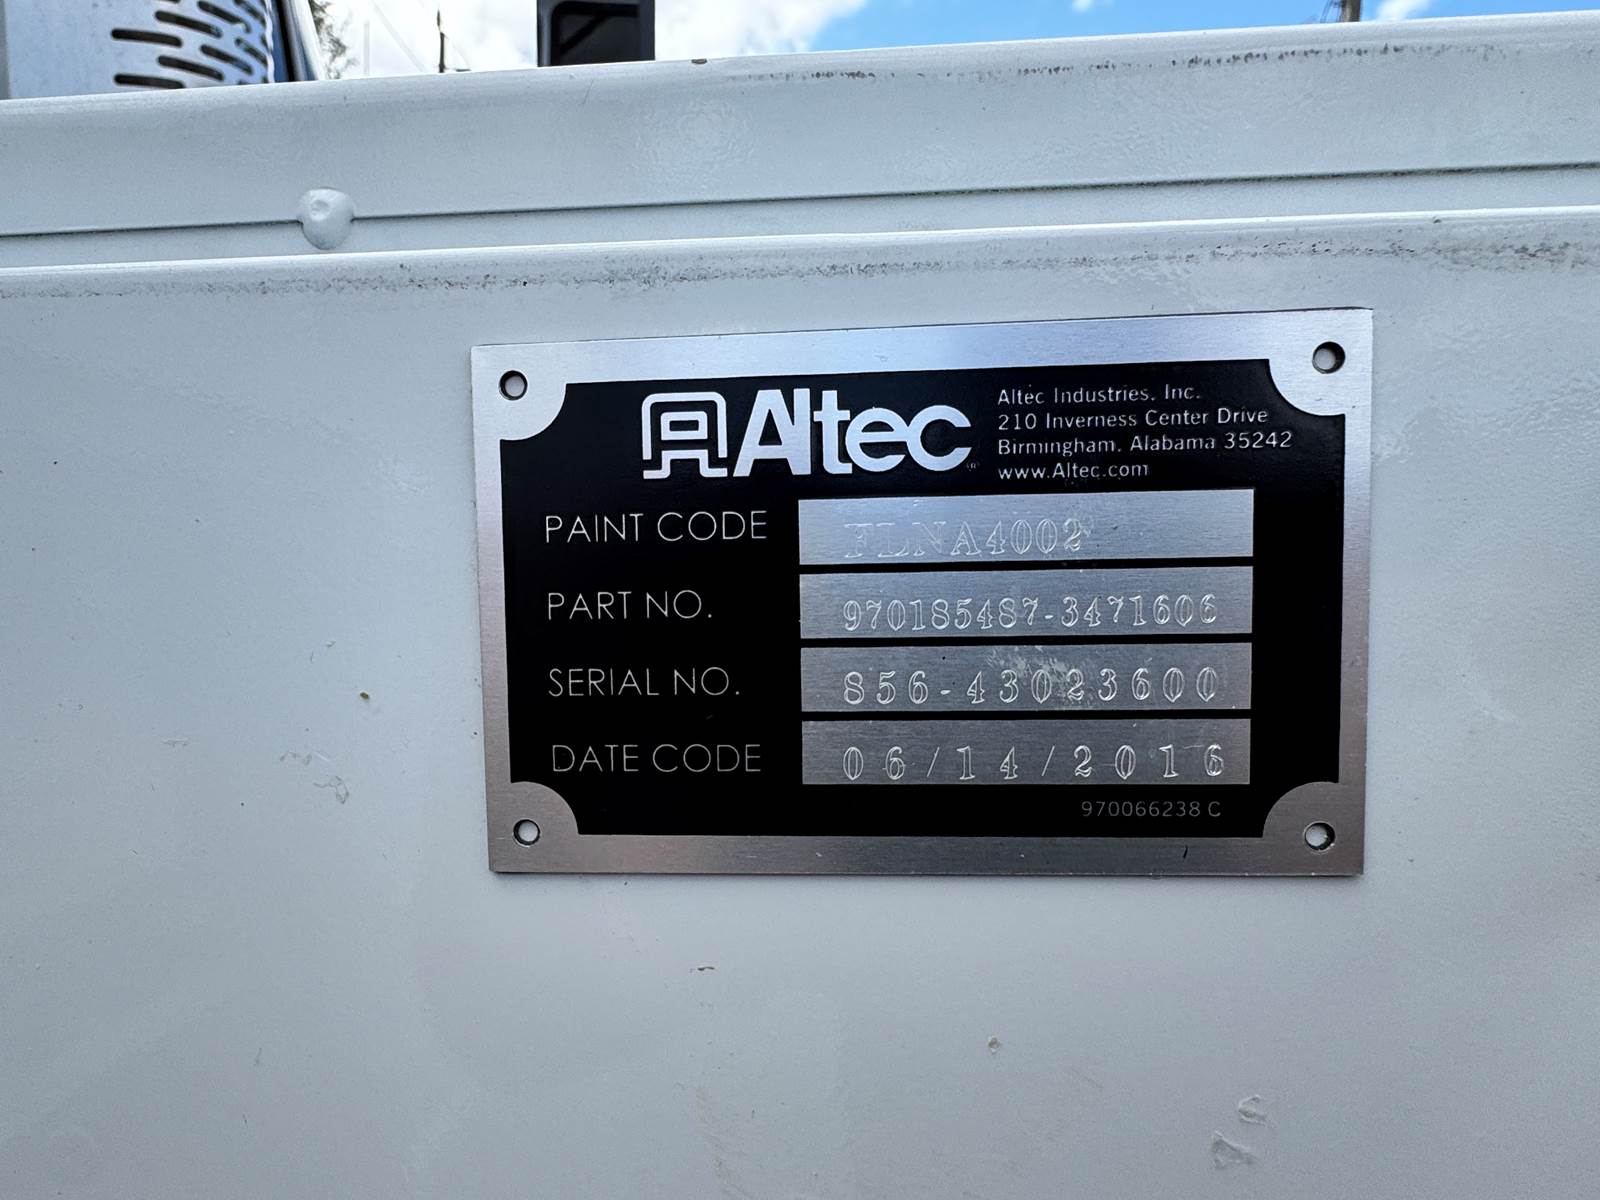 Altec ®
Altec Industries, Inc.
210 Inverness Center Drive
Birmingham, Alabama 35242
www.Altec.com
PAINT CODE FLNA4002
PART NO. 970185487-3471606
SERIAL NO. 856-43023600
DATE CODE 06/14/2016
970066238 C